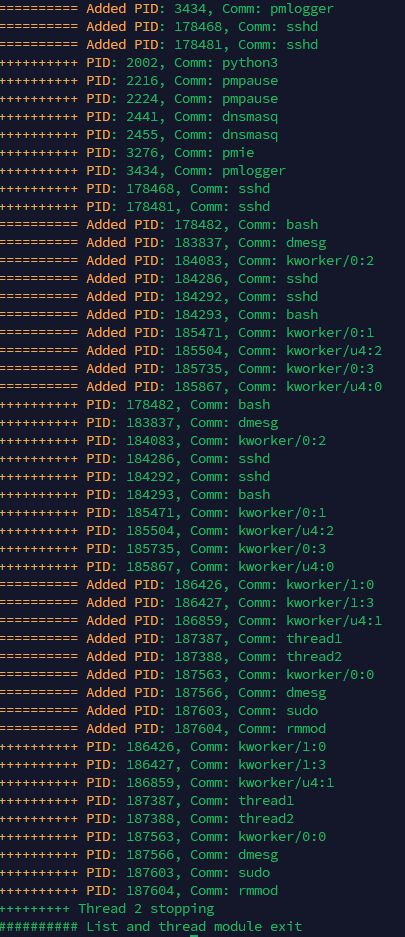 ========== Added PID: 3434, Comm: pmlogger
========== Added PID: 178468, Comm: sshd
========== Added PID: 178481, Comm: sshd
++++++++++ PID: 2002, Comm: python3
++++++++++ PID: 2216, Comm: pmpause
++++++++++ PID: 2224, Comm: pmpause
++++++++++ PID: 2441, Comm: dnsmasq
++++++++++ PID: 2455, Comm: dnsmasq
++++++++++ PID: 3276, Comm: pmie
++++++++++ PID: 3434, Comm: pmlogger
++++++++++ PID: 178468, Comm: sshd
++++++++++ PID: 178481, Comm: sshd
========== Added PID: 178482, Comm: bash
========== Added PID: 183837, Comm: dmesg
========== Added PID: 184083, Comm: kworker/0:2
========== Added PID: 184286, Comm: sshd
========== Added PID: 184292, Comm: sshd
========== Added PID: 184293, Comm: bash
========== Added PID: 185471, Comm: kworker/0:1
========== Added PID: 185504, Comm: kworker/u4:2
========== Added PID: 185735, Comm: kworker/0:3
========== Added PID: 185867, Comm: kworker/u4:0
++++++++++ PID: 178482, Comm: bash
++++++++++ PID: 183837, Comm: dmesg
++++++++++ PID: 184083, Comm: kworker/0:2
++++++++++ PID: 184286, Comm: sshd
++++++++++ PID: 184292, Comm: sshd
++++++++++ PID: 184293, Comm: bash
++++++++++ PID: 185471, Comm: kworker/0:1
++++++++++ PID: 185504, Comm: kworker/u4:2
++++++++++ PID: 185735, Comm: kworker/0:3
++++++++++ PID: 185867, Comm: kworker/u4:0
========== Added PID: 186426, Comm: kworker/1:0
========== Added PID: 186427, Comm: kworker/1:3
========== Added PID: 186859, Comm: kworker/u4:1
========== Added PID: 187387, Comm: thread1
========== Added PID: 187388, Comm: thread2
========== Added PID: 187563, Comm: kworker/0:0
========== Added PID: 187566, Comm: dmesg
========== Added PID: 187603, Comm: sudo
========== Added PID: 187604, Comm: rmmod
++++++++++ PID: 186426, Comm: kworker/1:0
++++++++++ PID: 186427, Comm: kworker/1:3
++++++++++ PID: 186859, Comm: kworker/u4:1
++++++++++ PID: 187387, Comm: thread1
++++++++++ PID: 187388, Comm: thread2
++++++++++ PID: 187563, Comm: kworker/0:0
++++++++++ PID: 187566, Comm: dmesg
++++++++++ PID: 187603, Comm: sudo
++++++++++ PID: 187604, Comm: rmmod
+++++++++ Thread 2 stopping
########## List and thread module exit